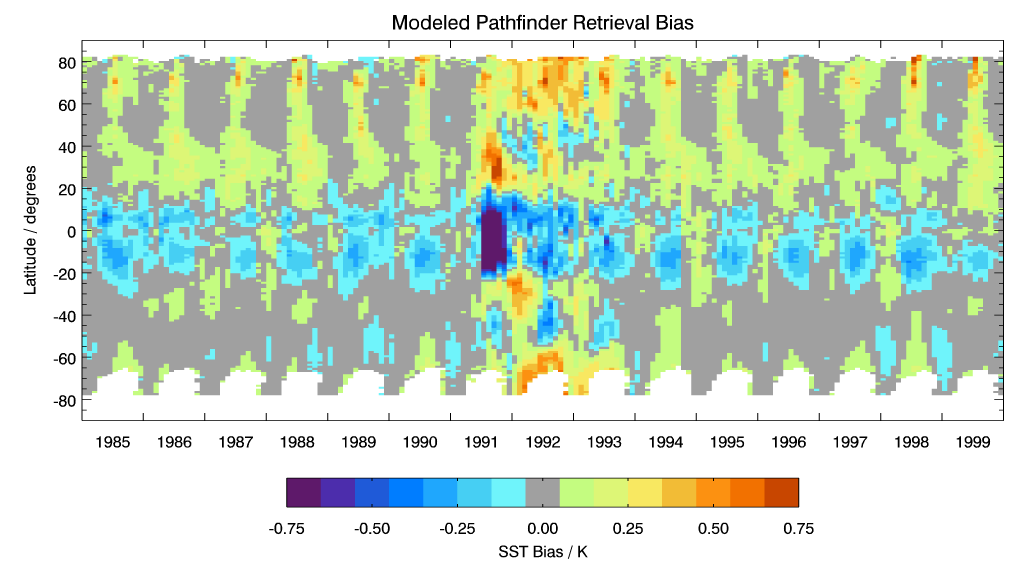 Modeled Pathfinder Retrieval Bias
80
60
40
20
0
-20
-40
-60
-80
Latitude / degrees
1985 1986 1987 1988 1989 1990 1991 1992 1993 1994 1995 1996 1997 1998 1999
-0.75 -0.50 -0.25 0.00 0.25 0.50 0.75
SST Bias / K